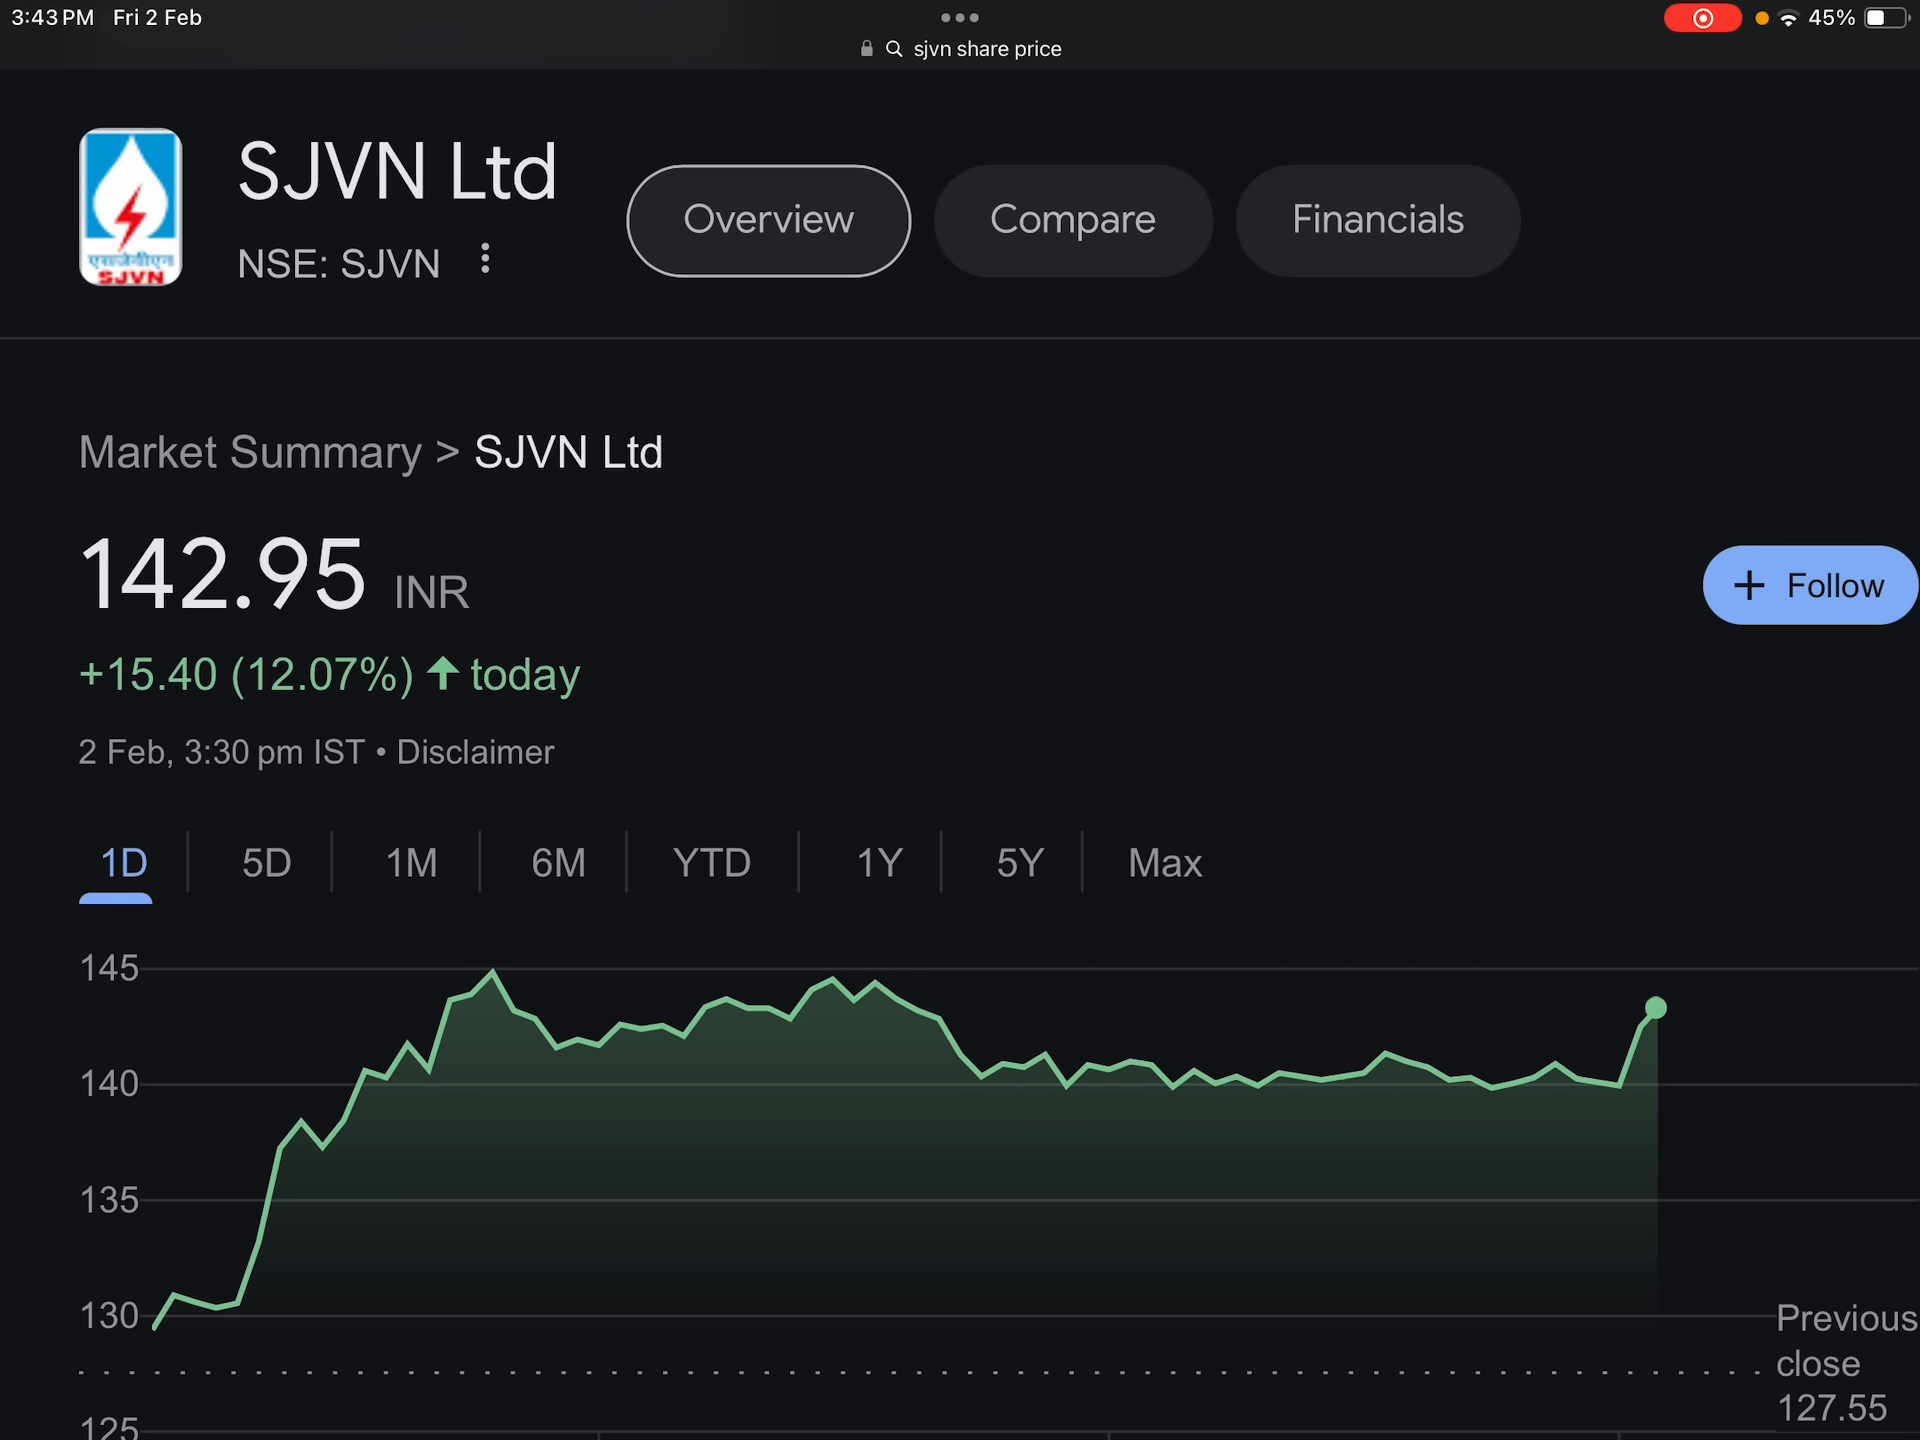 3:43 PM Fri 2 Feb
45%
sjvn share price
एसजेवीएन
SJVN
SJVN Ltd
NSE: SJVN
Overview
Compare
Financials
Market Summary > SJVN Ltd
142.95 INR
+ Follow
+15.40 (12.07%) ↑ today
2 Feb, 3:30 pm IST • Disclaimer
1D 5D 1M 6M YTD 1Y 5Y Max
145
140
135
130
Previous
close
127.55
125